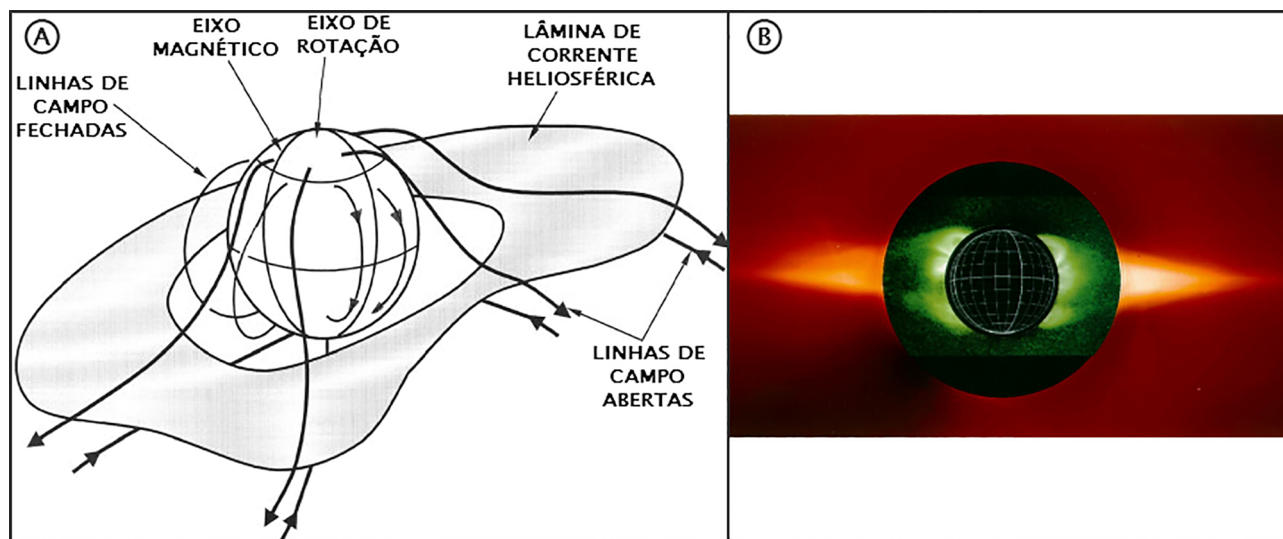 A
EIXO
MAGNÉTICO
EIXO DE
ROTAÇÃO
LÂMINA DE
CORRENTE
HELIOSFÉRICA
LINHAS DE
CAMPO
FECHADAS
LINHAS DE
CAMPO
ABERTAS
B